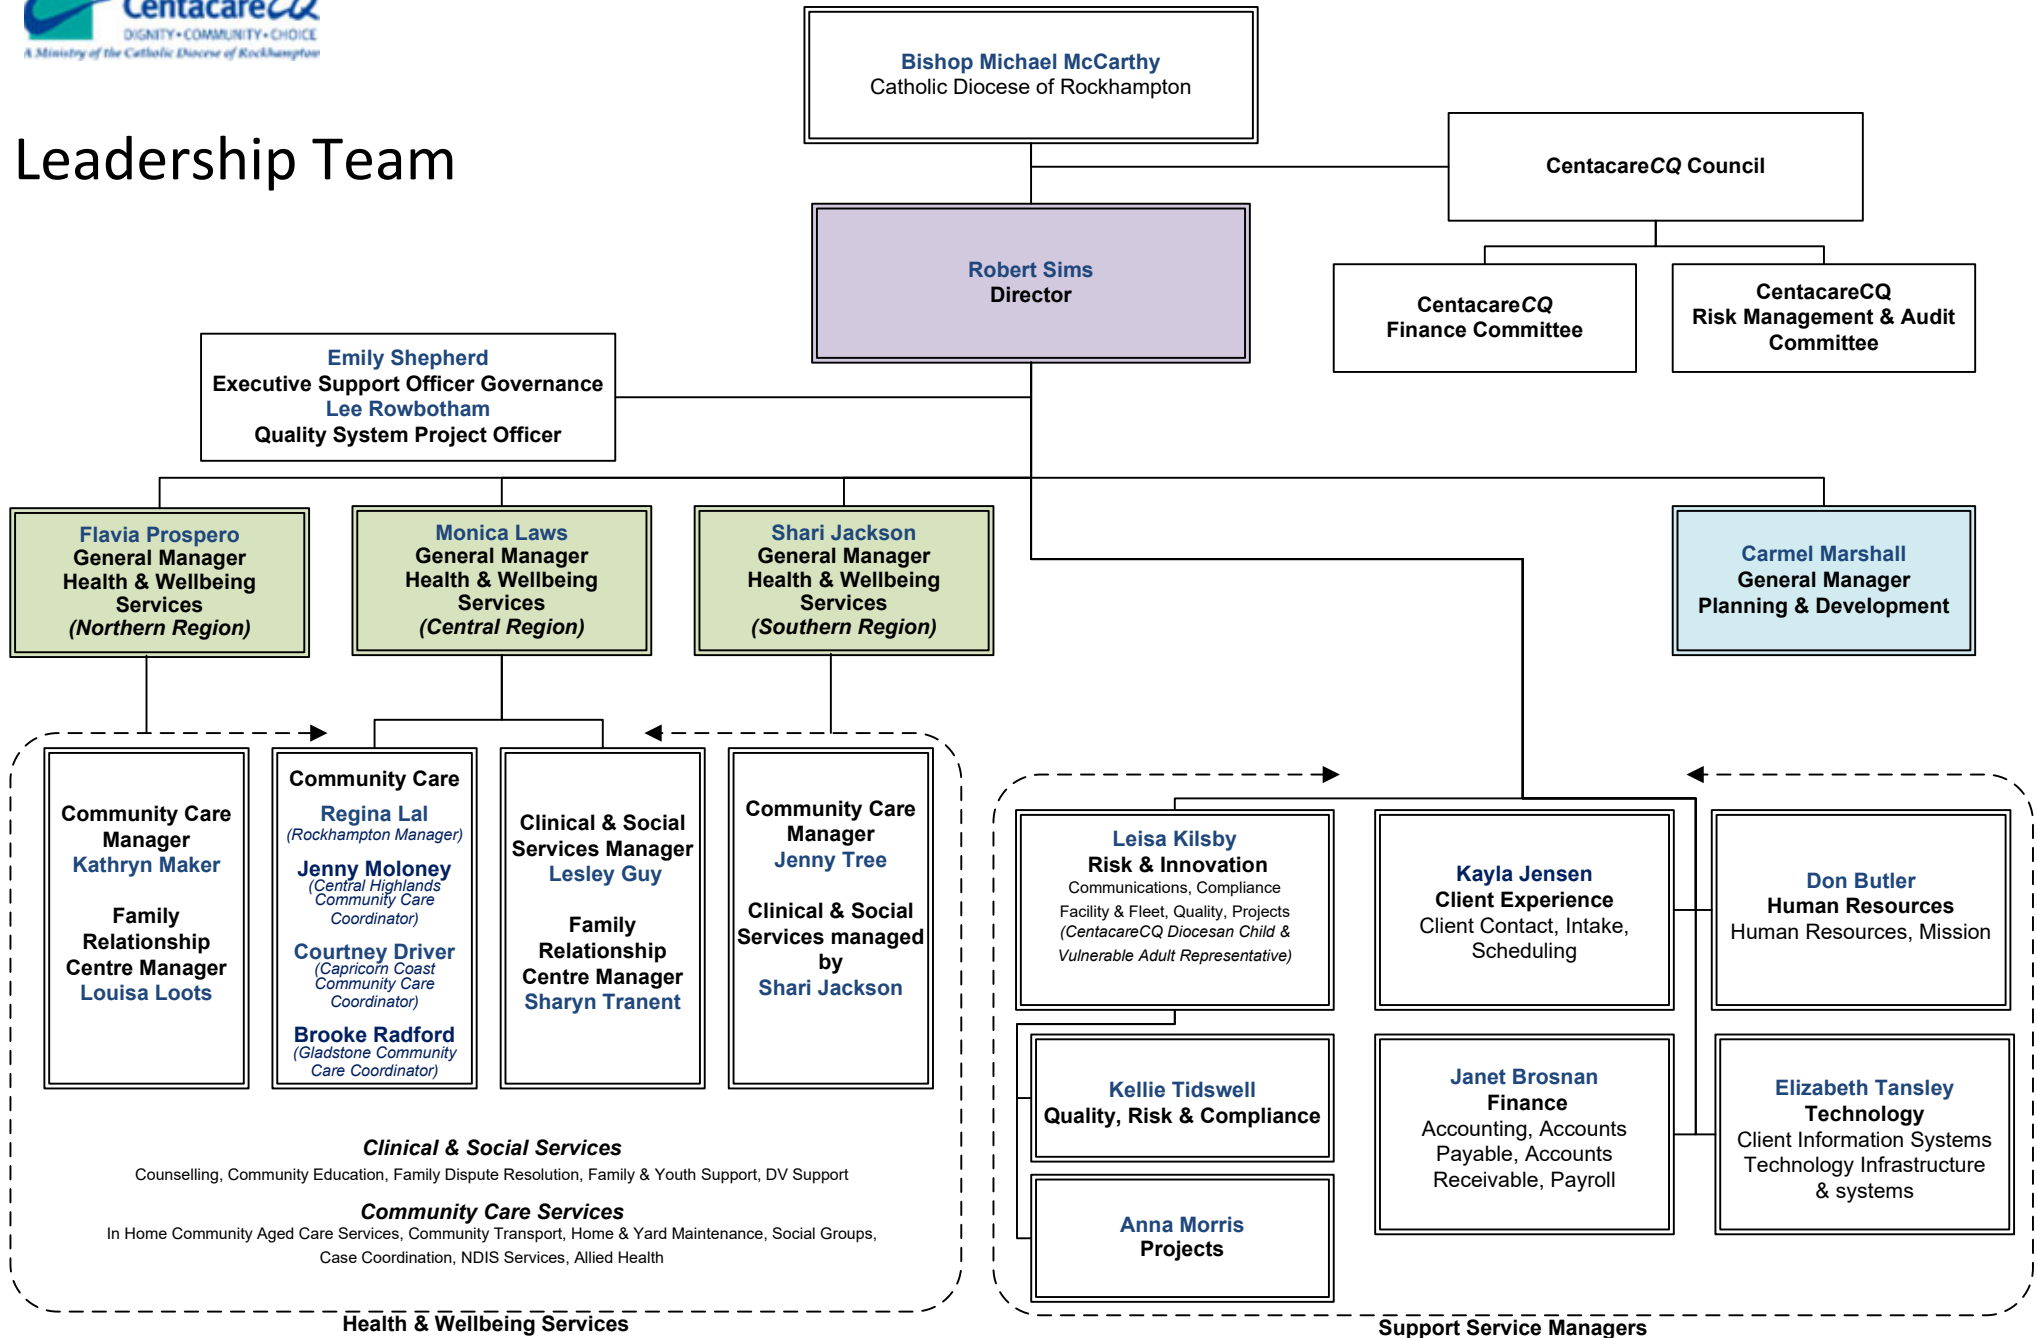 CentacareCQ
DIGNITY • COMMUNITY • CHOICE
A Ministry of the Catholic Diocese of Rockhampton
Leadership Team
Bishop Michael McCarthy
Catholic Diocese of Rockhampton
CentacareCQ Council
Robert Sims
Director
CentacareCQ
Finance Committee
CentacareCQ
Risk Management & Audit
Committee
Emily Shepherd
Executive Support Officer Governance
Lee Rowbotham
Quality System Project Officer
Flavia Prospero
General Manager
Health & Wellbeing
Services
(Northern Region)
Monica Laws
General Manager
Health & Wellbeing
Services
(Central Region)
Shari Jackson
General Manager
Health & Wellbeing
Services
(Southern Region)
Carmel Marshall
General Manager
Planning & Development
Community Care
Manager
Kathryn Maker
Family
Relationship
Centre Manager
Louisa Loots
Community Care
Regina Lal
(Rockhampton Manager)
Jenny Moloney
(Central Highlands
Community Care
Coordinator)
Courtney Driver
(Capricorn Coast
Community Care
Coordinator)
Brooke Radford
(Gladstone Community
Care Coordinator)
Clinical & Social
Services Manager
Lesley Guy
Family
Relationship
Centre Manager
Sharyn Tranent
Community Care
Manager
Jenny Tree
Clinical & Social
Services managed
by
Shari Jackson
Clinical & Social Services
Counselling, Community Education, Family Dispute Resolution, Family & Youth Support, DV Support
Community Care Services
In Home Community Aged Care Services, Community Transport, Home & Yard Maintenance, Social Groups,
Case Coordination, NDIS Services, Allied Health
Health & Wellbeing Services
Leisa Kilsby
Risk & Innovation
Communications, Compliance
Facility & Fleet, Quality, Projects
(CentacareCQ Diocesan Child &
Vulnerable Adult Representative)
Kayla Jensen
Client Experience
Client Contact, Intake,
Scheduling
Don Butler
Human Resources
Human Resources, Mission
Kellie Tidswell
Quality, Risk & Compliance
Anna Morris
Projects
Janet Brosnan
Finance
Accounting, Accounts
Payable, Accounts
Receivable, Payroll
Elizabeth Tansley
Technology
Client Information Systems
Technology Infrastructure
& systems
Support Service Managers